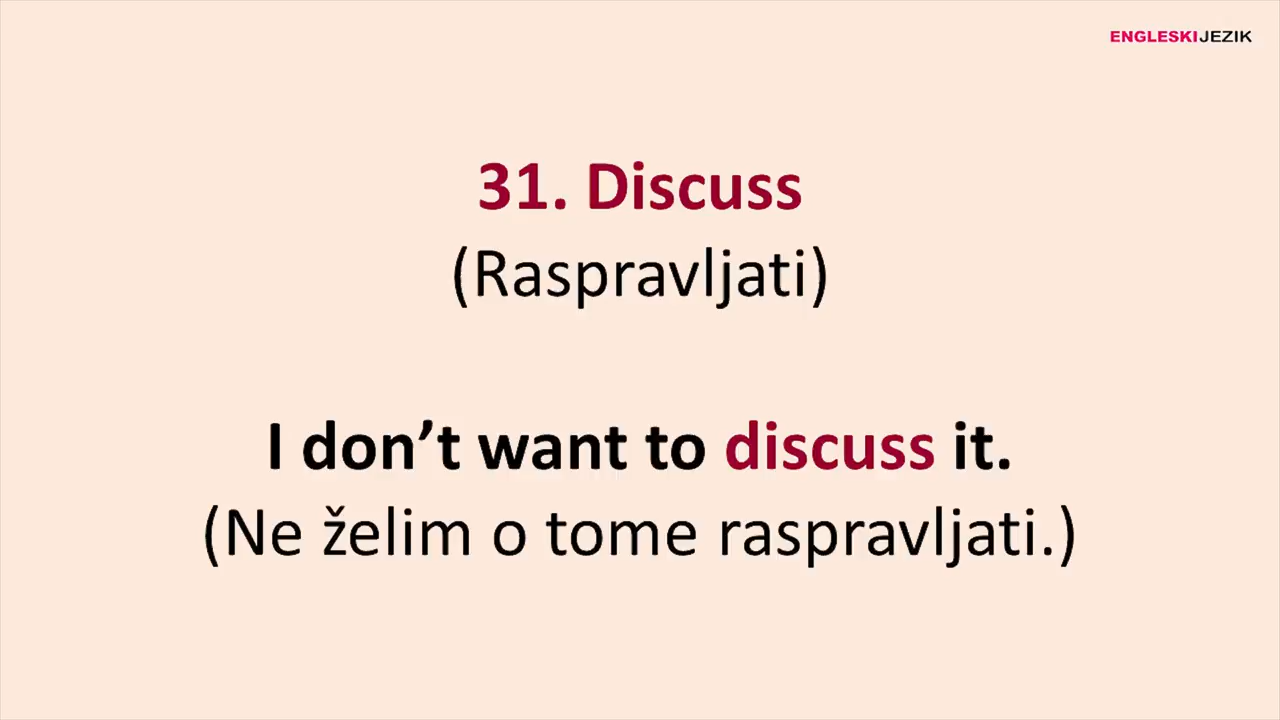 ENGLESKIJEZIK
31. Discuss
(Raspravljati)
I don’t want to discuss it.
(Ne želim o tome raspravljati.)